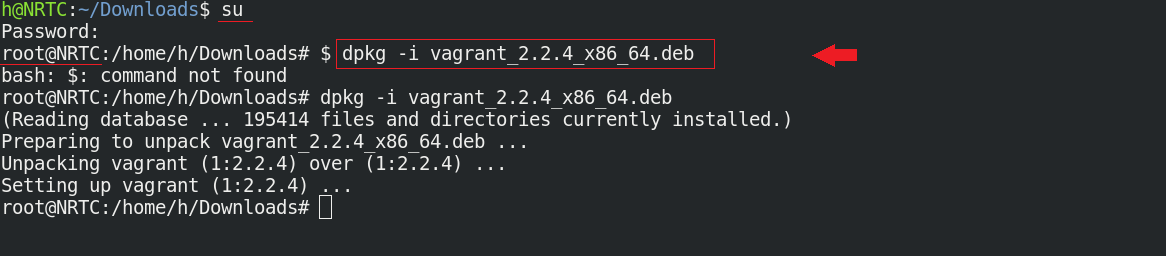 h@NRTC:~/Downloads$ su
Password:
root@NRTC:/home/h/Downloads# $ dpkg -i vagrant_2.2.4_x86_64.deb
bash: $: command not found
root@NRTC:/home/h/Downloads# dpkg -i vagrant_2.2.4_x86_64.deb
(Reading database ... 195414 files and directories currently installed.)
Preparing to unpack vagrant_2.2.4_x86_64.deb ...
Unpacking vagrant (1:2.2.4) over (1:2.2.4) ...
Setting up vagrant (1:2.2.4) ...
root@NRTC:/home/h/Downloads#